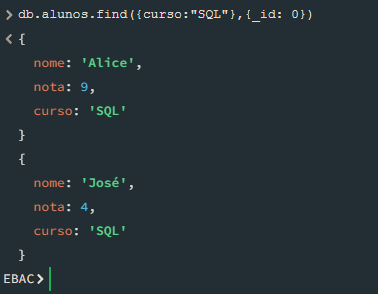 > db.alunos.find({curso:"SQL"},{_id: 0})
< {
nome: 'Alice',
nota: 9,
curso: 'SQL'
}
{
nome: 'José',
nota: 4,
curso: 'SQL'
}
EBAC>